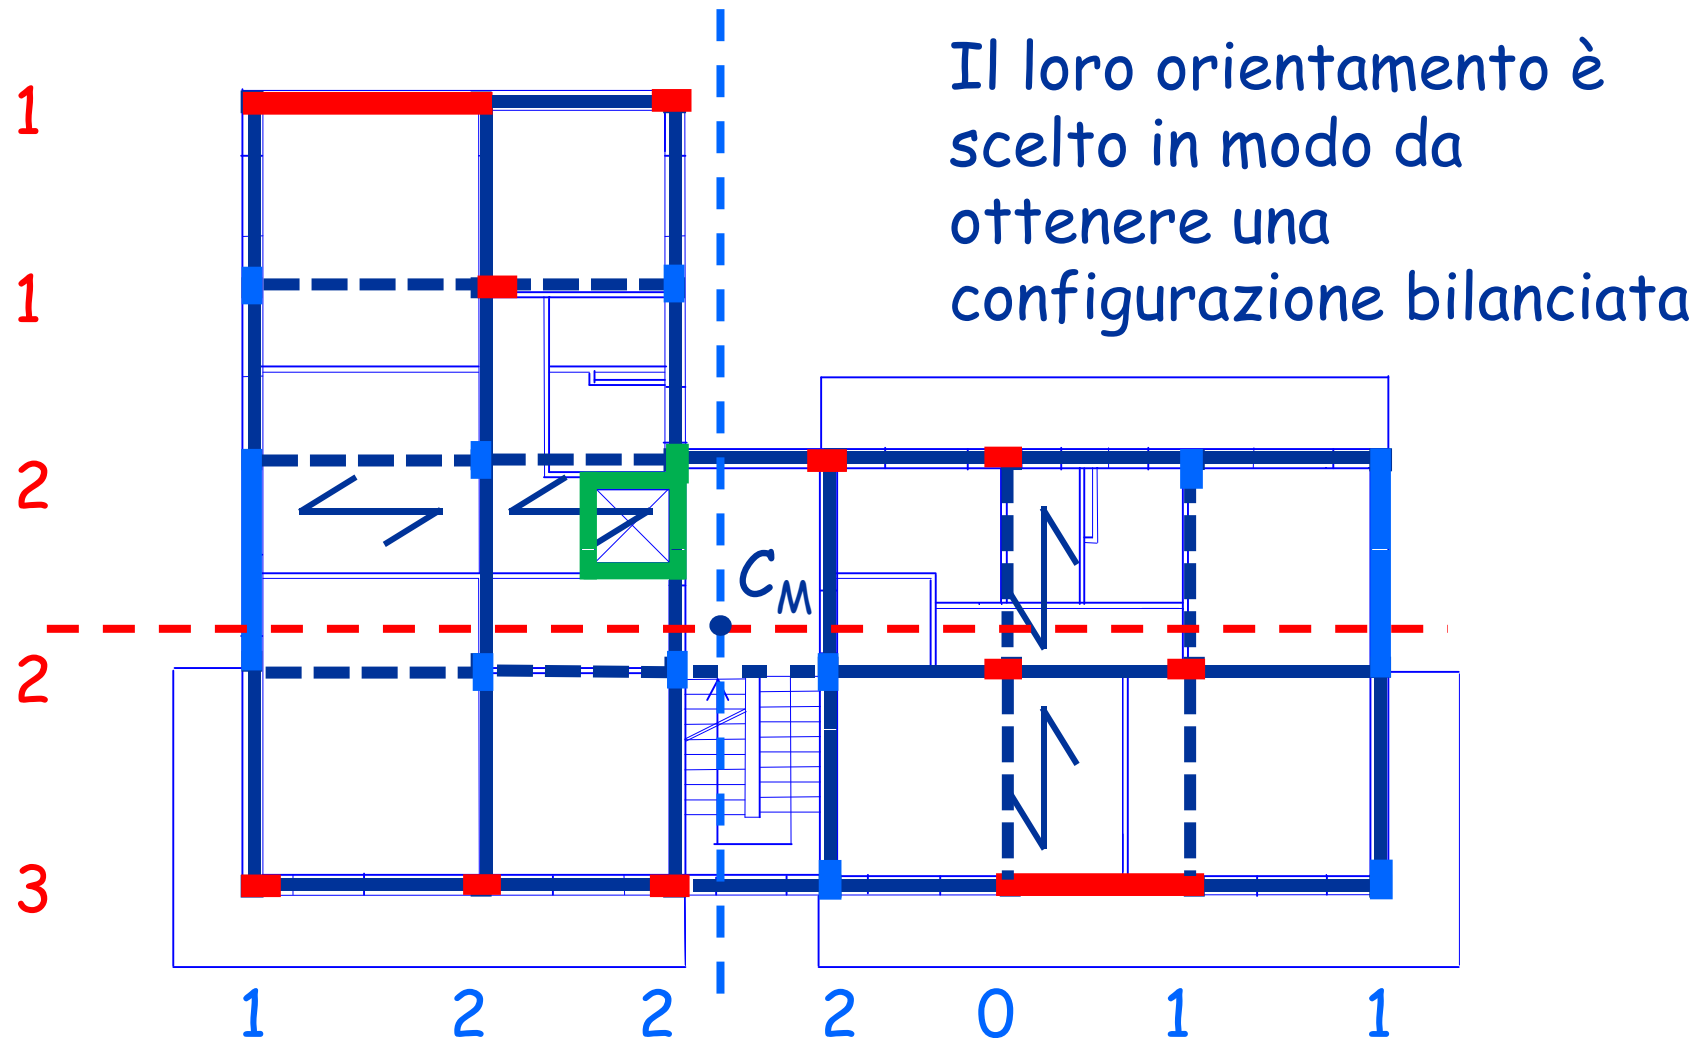 Il loro orientamento è
scelto in modo da
ottenere una
configurazione bilanciata
1
1
2
CM
2
3
1 2 2 2 0 1 1